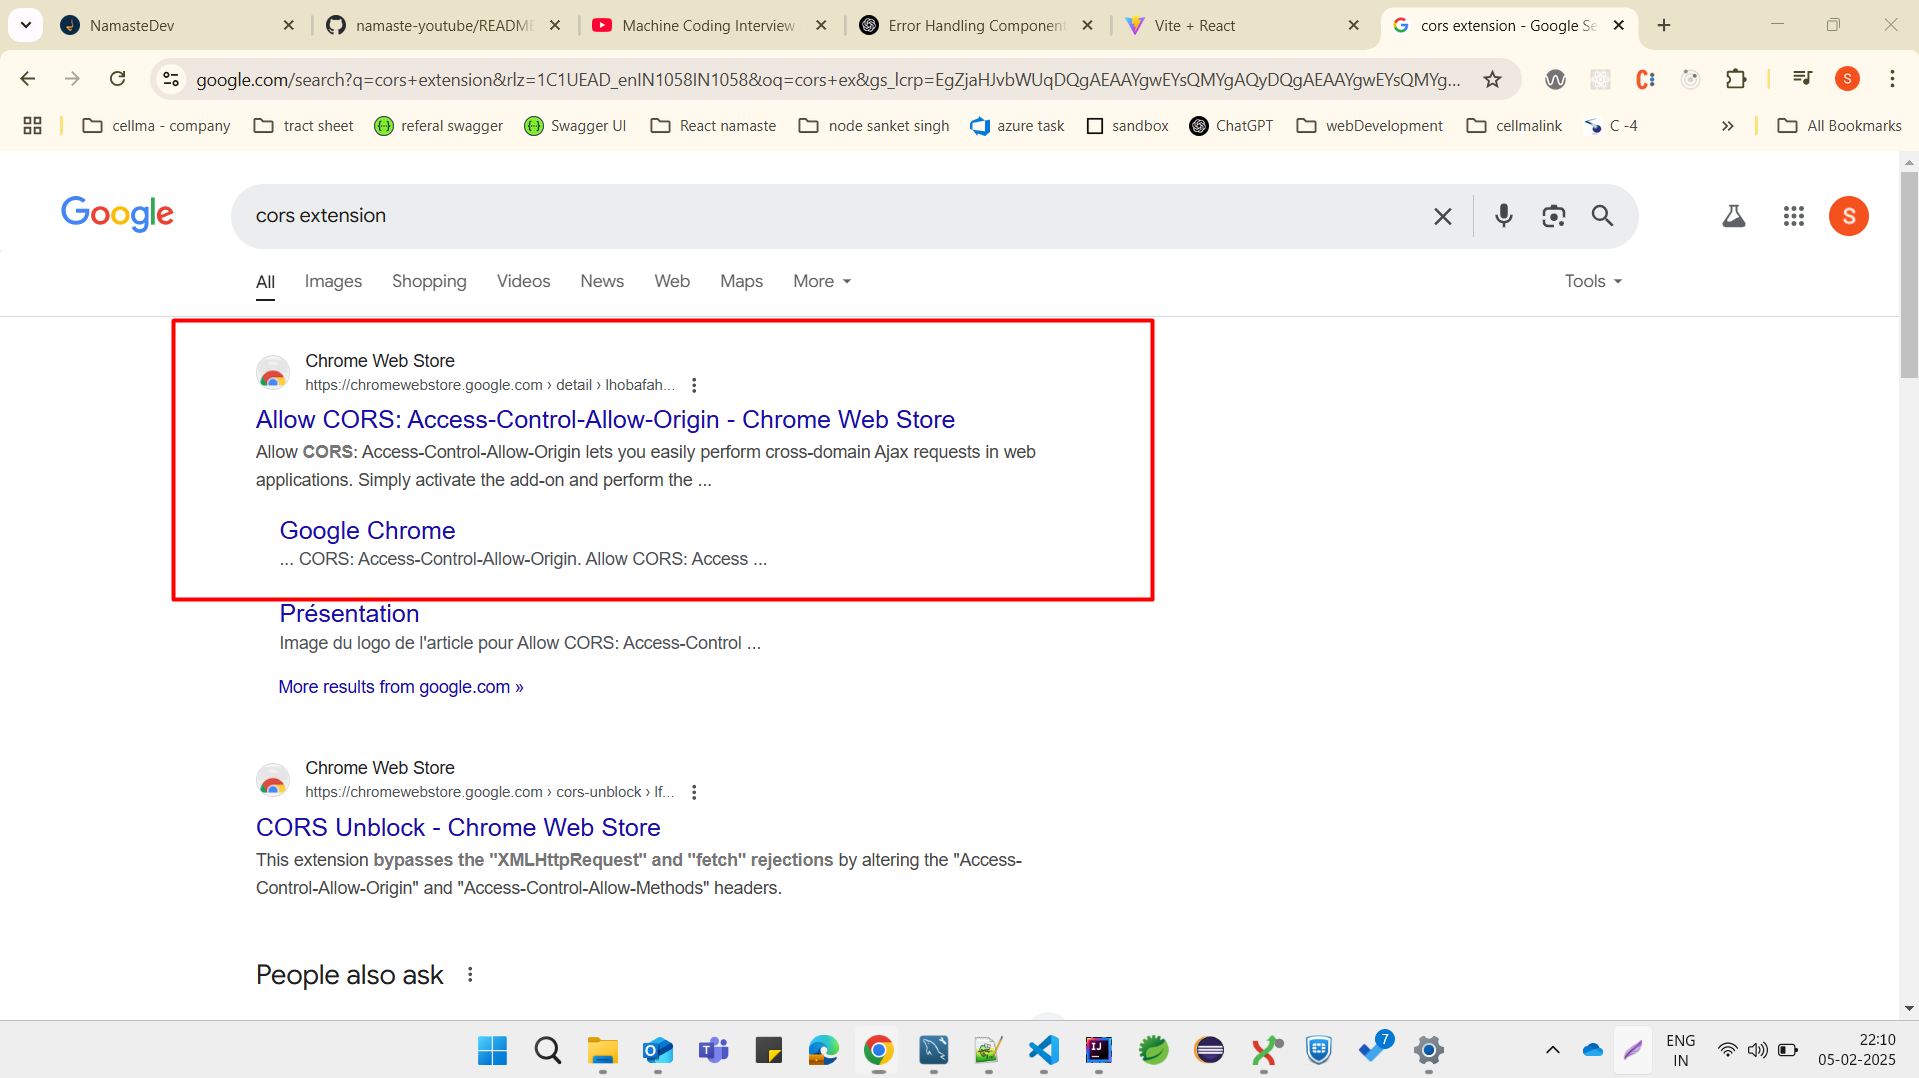 NamasteDev
namaste-youtube/README
Machine Coding Interview
Error Handling Component
Vite + React
cors extension - Google Se
google.com/search?q=cors+extension&rlz=1C1UEAD_enIN1058IN1058&oq=cors+ex&gs_lcrp=EgZjaHJvbWUqDQgAEAAYgwEYsQMYgAQyDQgAEAAYgwEYsQMYg...
S
cellma - company
tract sheet
referal swagger
Swagger UI
React namaste
node sanket singh
azure task
sandbox
ChatGPT
webDevelopment
cellmalink
C -4
»
All Bookmarks
Google
cors extension
S
All
Images
Shopping
Videos
News
Web
Maps
More
Tools
Chrome Web Store
https://chromewebstore.google.com › detail › lhobafah...
Allow CORS: Access-Control-Allow-Origin - Chrome Web Store
Allow CORS: Access-Control-Allow-Origin lets you easily perform cross-domain Ajax requests in web
applications. Simply activate the add-on and perform the ...
Google Chrome
... CORS: Access-Control-Allow-Origin. Allow CORS: Access ...
Présentation
Image du logo de l'article pour Allow CORS: Access-Control ...
More results from google.com »
Chrome Web Store
https://chromewebstore.google.com › cors-unblock › lf...
CORS Unblock - Chrome Web Store
This extension bypasses the "XMLHttpRequest" and "fetch" rejections by altering the "Access-
Control-Allow-Origin" and "Access-Control-Allow-Methods" headers.
People also ask
7
ENG
IN
22:10
05-02-2025